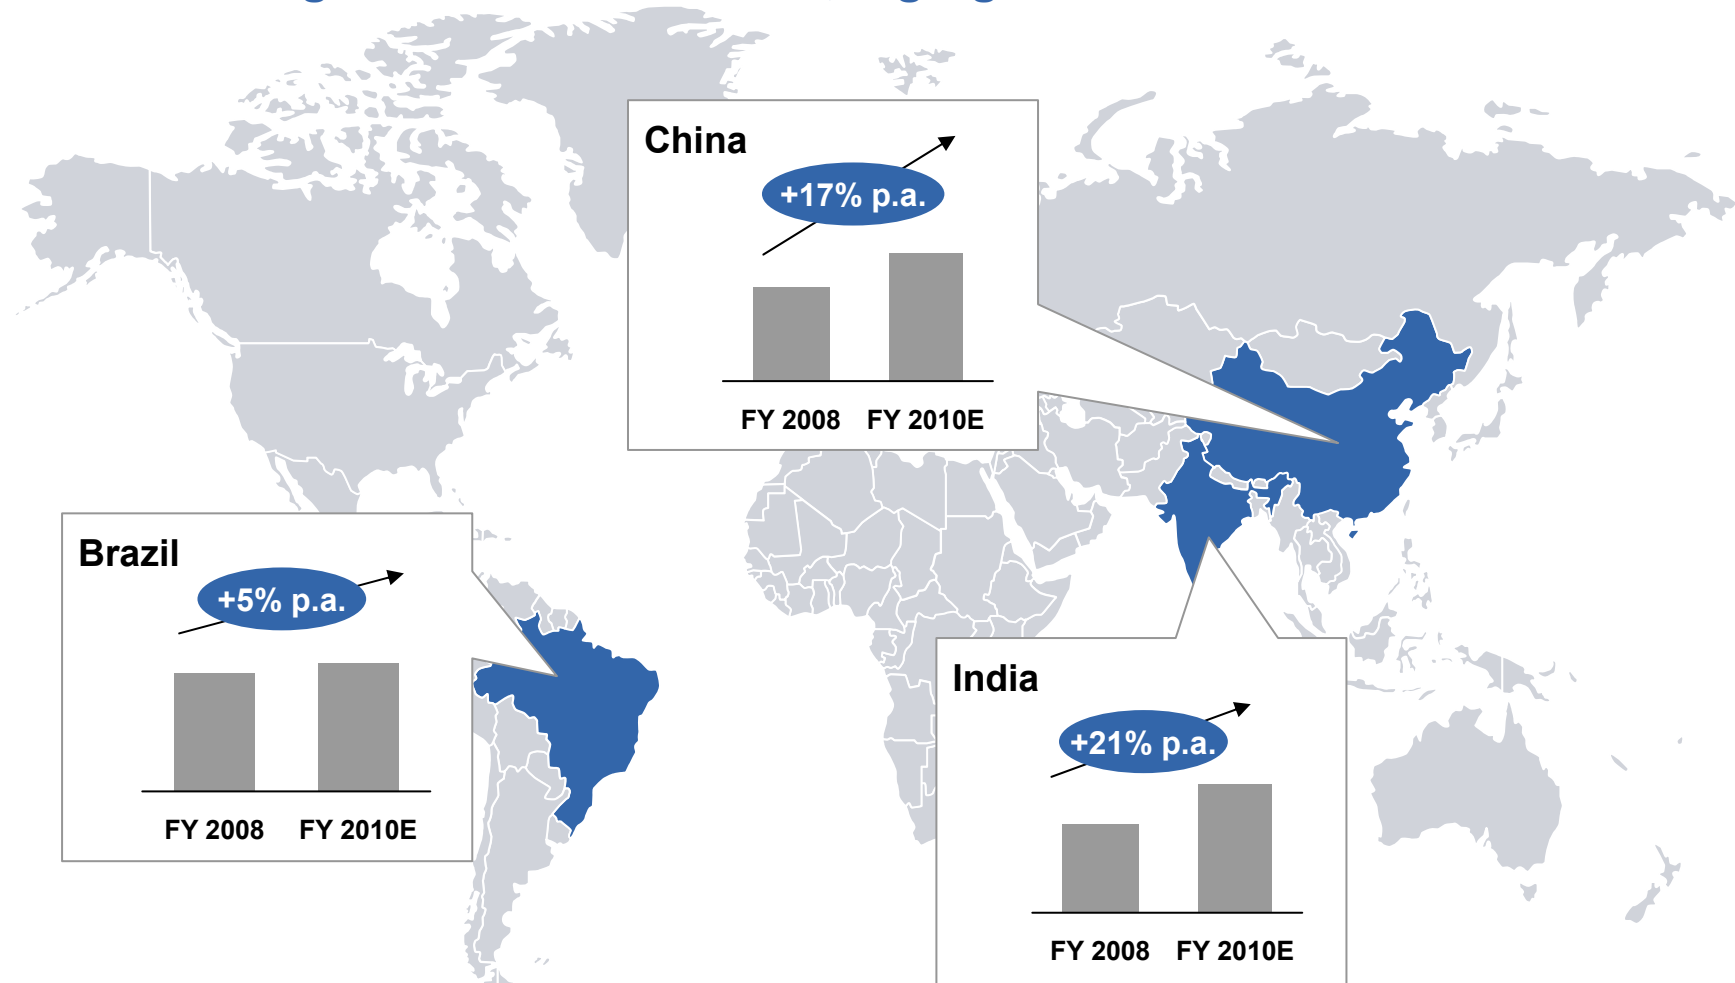 China
+17% p.a.
FY 2008 FY 2010E
Brazil
+5% p.a.
FY 2008 FY 2010E
India
+21% p.a.
FY 2008 FY 2010E